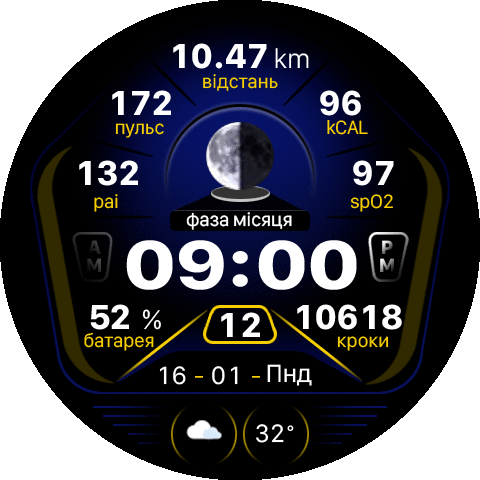 10.47 km
відстань
172
пульс
96
kCAL
132
pai
97
spO2
фаза місяця
AM
09:00
PM
52 %
батарея
12
10618
кроки
16 - 01 - Пнд
32°